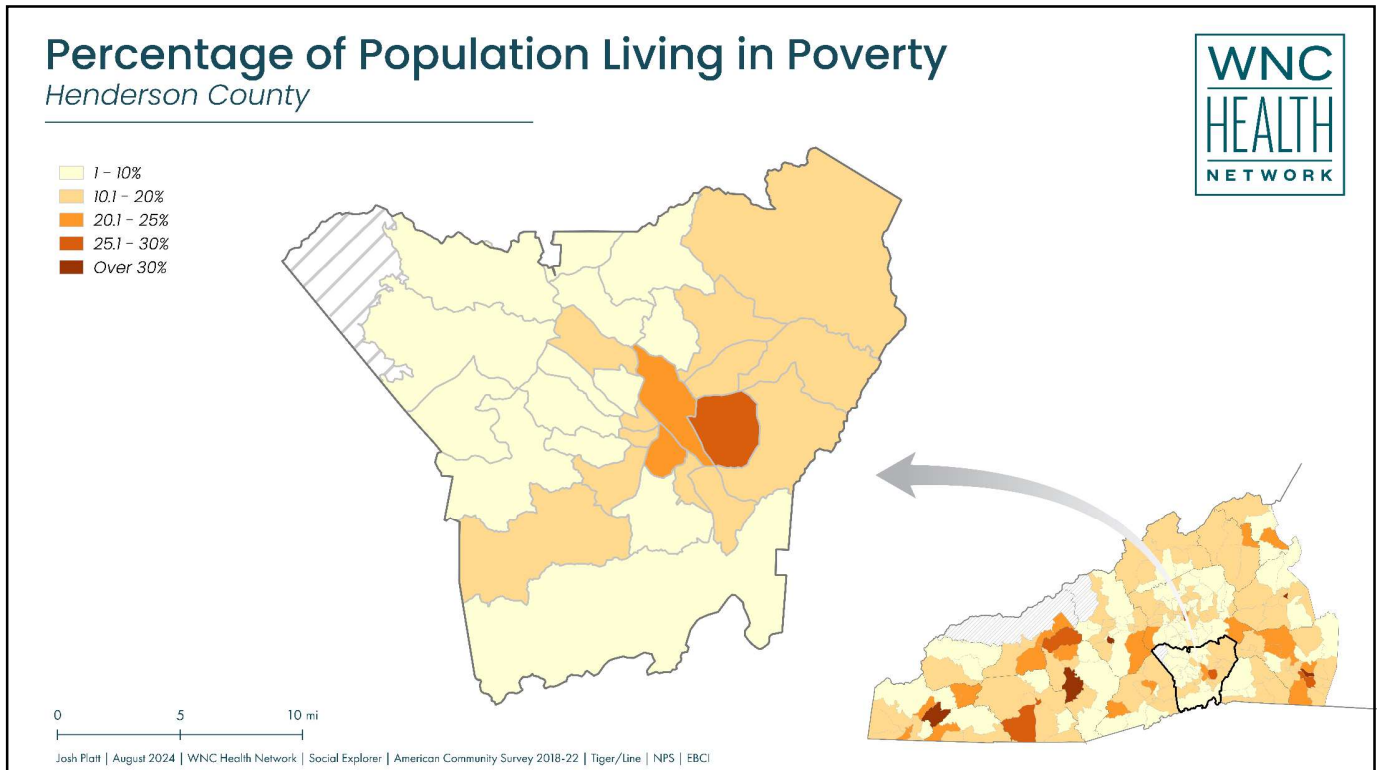 Percentage of Population Living in Poverty
Henderson County
WNC
HEALTH
NETWORK
1 - 10%
10.1 - 20%
20.1 - 25%
25.1 - 30%
Over 30%
0 5 10 mi
Josh Platt | August 2024 | WNC Health Network | Social Explorer | American Community Survey 2018-22 | Tiger/Line | NPS | EBCI